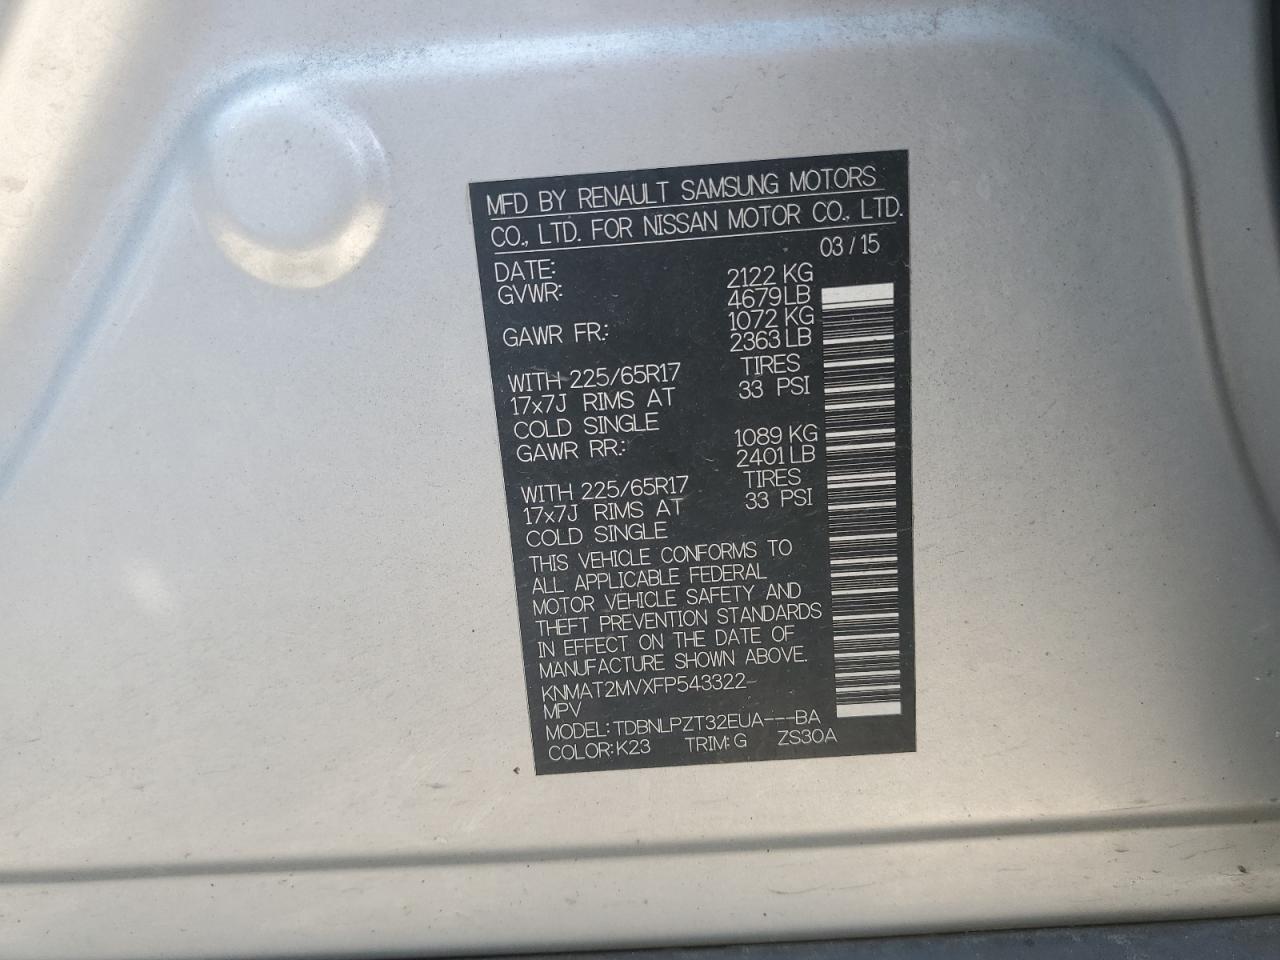 MFD BY RENAULT SAMSUNG MOTORS
CO., LTD. FOR NISSAN MOTOR CO., LTD.
DATE: 03/15
GVWR: 2122 KG
4679 LB
GAWR FR.: 1072 KG
2363 LB
WITH 225/65R17 TIRES
17x7J RIMS AT 33 PSI
COLD SINGLE
GAWR RR.: 1089 KG
2401 LB
WITH 225/65R17 TIRES
17x7J RIMS AT 33 PSI
COLD SINGLE
THIS VEHICLE CONFORMS TO
ALL APPLICABLE FEDERAL
MOTOR VEHICLE SAFETY AND
THEFT PREVENTION STANDARDS
IN EFFECT ON THE DATE OF
MANUFACTURE SHOWN ABOVE.
KNMAT2MVXFP543322-
MPV
MODEL:TDBNLPZT32EUA---BA
COLOR:K23 TRIM:G ZS30A